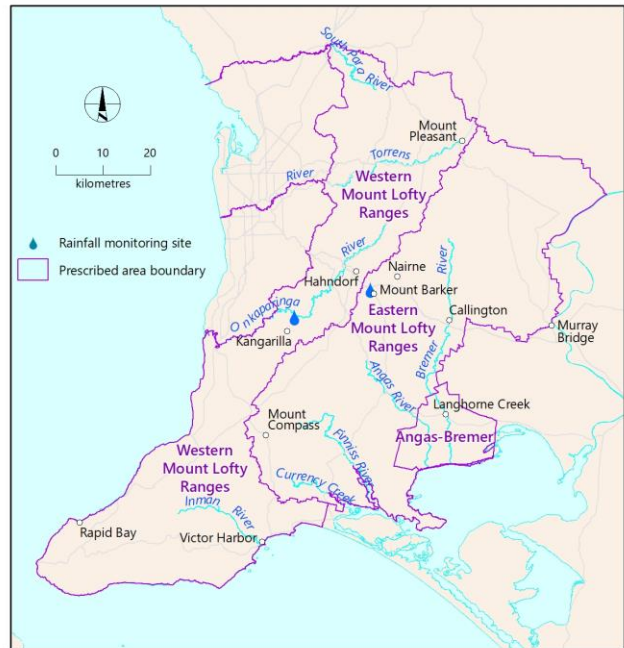 South Para River
Mount
Pleasant
0 10 20
kilometres
Torrens
River
Western
Mount Lofty
Ranges
Rainfall monitoring site
Prescribed area boundary
River
River
Hahndorf
Nairne
Mount Barker
Onkaparinga
Kangarilla
Eastern
Mount Lofty
Ranges
Callington
Murray
Bridge
Bremer
Angas River
Langhorne Creek
Mount
Compass
Angas-Bremer
Finniss River
Western
Mount Lofty
Ranges
Currency Creek
Inman
River
Rapid Bay
Victor Harbor